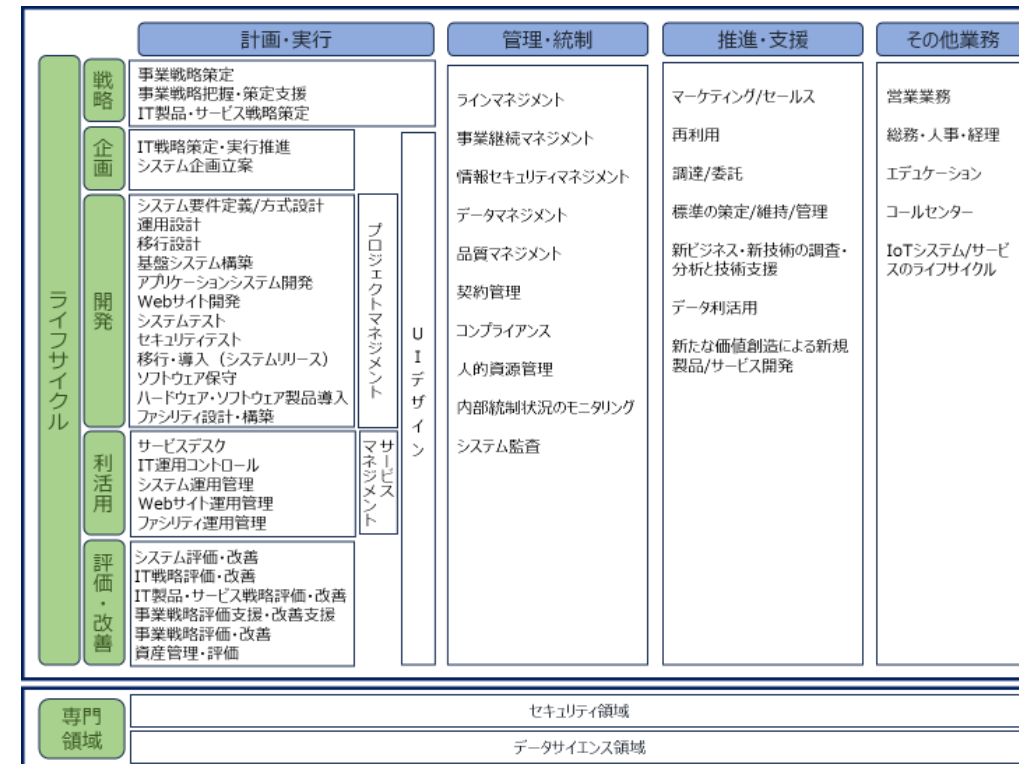 計画・実行
管理・統制
推進・支援
その他業務
ライフサイクル
戦略
事業戦略策定
事業戦略把握・策定支援
IT製品・サービス戦略策定
企画
IT戦略策定・実行推進
システム企画立案
開発
システム要件定義/方式設計
運用設計
移行設計
基盤システム構築
アプリケーションシステム開発
Webサイト開発
システムテスト
セキュリティテスト
移行・導入（システムリリース）
ソフトウェア保守
ハードウェア・ソフトウェア製品導入
ファシリティ設計・構築
プロジェクトマネジメント
利活用
サービスデスク
IT運用コントロール
システム運用管理
Webサイト運用管理
ファシリティ運用管理
サービス
マネジメント
評価・改善
システム評価・改善
IT戦略評価・改善
IT製品・サービス戦略評価・改善
事業戦略評価支援・改善支援
事業戦略評価・改善
資産管理・評価
UIデザイン
ラインマネジメント
事業継続マネジメント
情報セキュリティマネジメント
データマネジメント
品質マネジメント
契約管理
コンプライアンス
人的資源管理
内部統制状況のモニタリング
システム監査
マーケティング/セールス
再利用
調達/委託
標準の策定/維持/管理
新ビジネス・新技術の調査・
分析と技術支援
データ利活用
新たな価値創造による新規
製品/サービス開発
営業業務
総務・人事・経理
エデュケーション
コールセンター
IoTシステム/サービ
スのライフサイクル
専門
領域
セキュリティ領域
データサイエンス領域